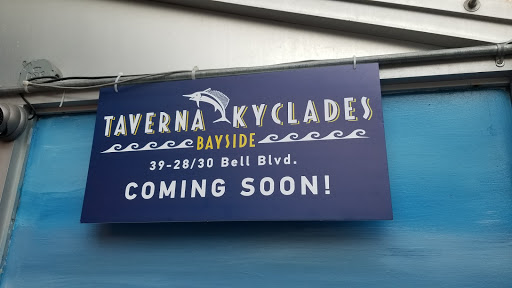 TAVERNA KYCLADES
BAYSIDE
39-28/30 Bell Blvd.
COMING SOON!